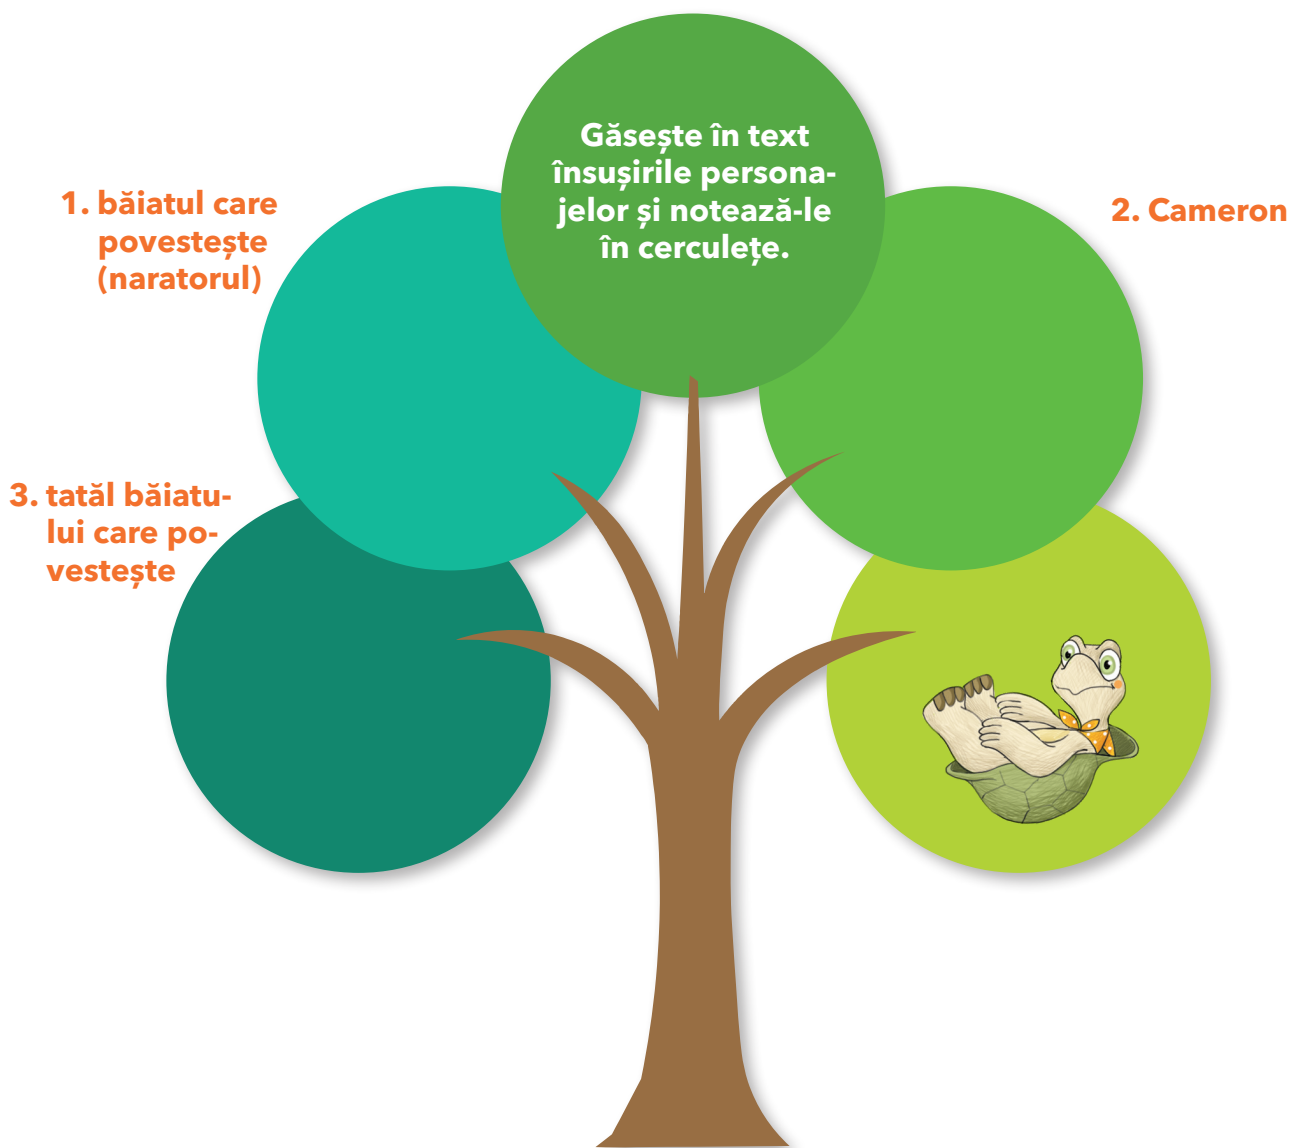 Găsește în text
însușirile persona-
jelor și notează-le
în cerculețe.
1. băiatul care
povestește
(naratorul)
2. Cameron
3. tatăl băiatu-
lui care po-
vestește